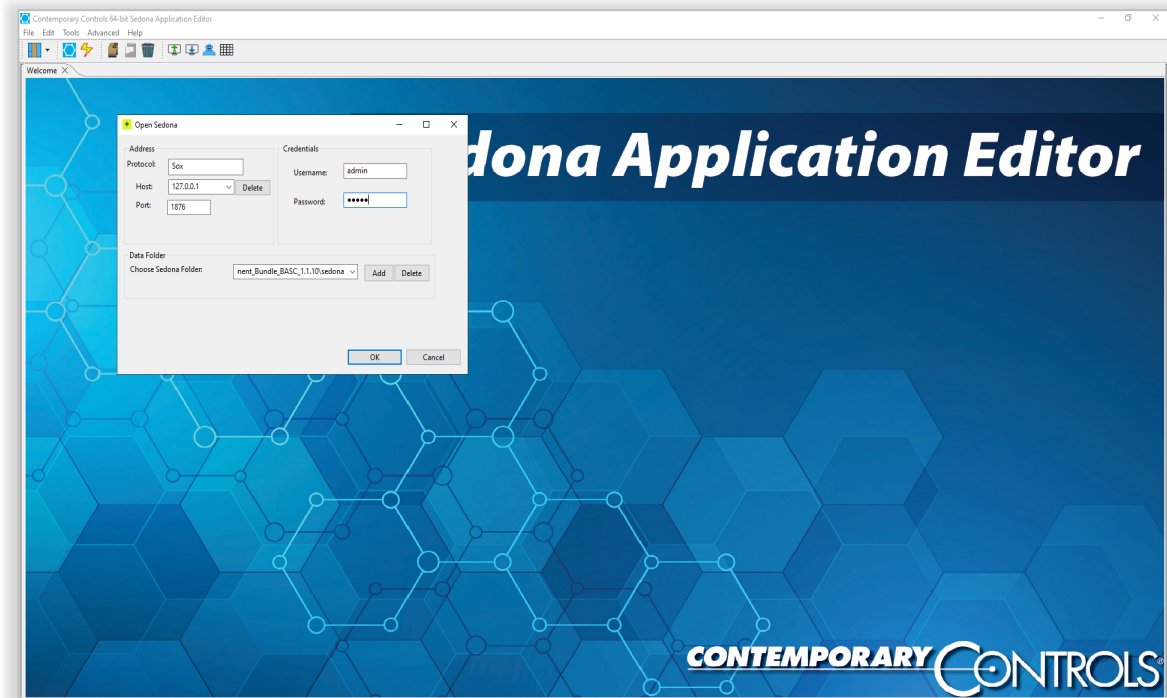 Contemporary Controls 64-bit Sedona Application Editor
File Edit Tools Advanced Help
Welcome
Open Sedona
Address
Credentials
Protocol: Sox
Username: admin
Host: 127.0.0.1 Delete
Port: 1876
Password: •••••
Data Folder
Choose Sedona Folder: nent_Bundle_BASC_1.1.10\sedona Add Delete
OK Cancel
dona Application Editor
CONTEMPORARY CONTROLS®